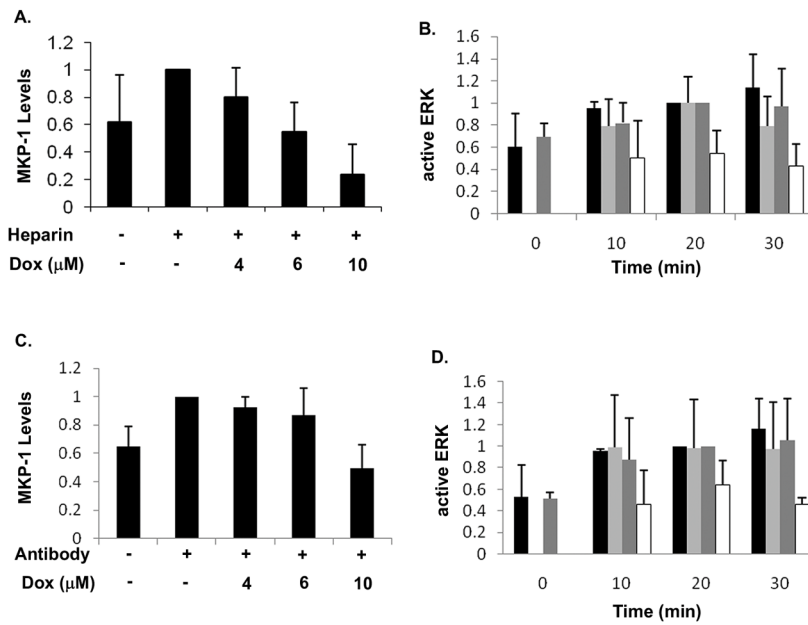 A.
1.2
1
0.8
0.6
0.4
0.2
0
MKP-1 Levels
Heparin - + + + +
Dox (μM) - - 4 6 10
B.
1.6
1.4
1.2
1
0.8
0.6
0.4
0.2
0
active ERK
0 10 20 30
Time (min)
C.
1.2
1
0.8
0.6
0.4
0.2
0
MKP-1 Levels
Antibody - + + + +
Dox (μM) - - 4 6 10
D.
1.6
1.4
1.2
1
0.8
0.6
0.4
0.2
0
active ERK
0 10 20 30
Time (min)